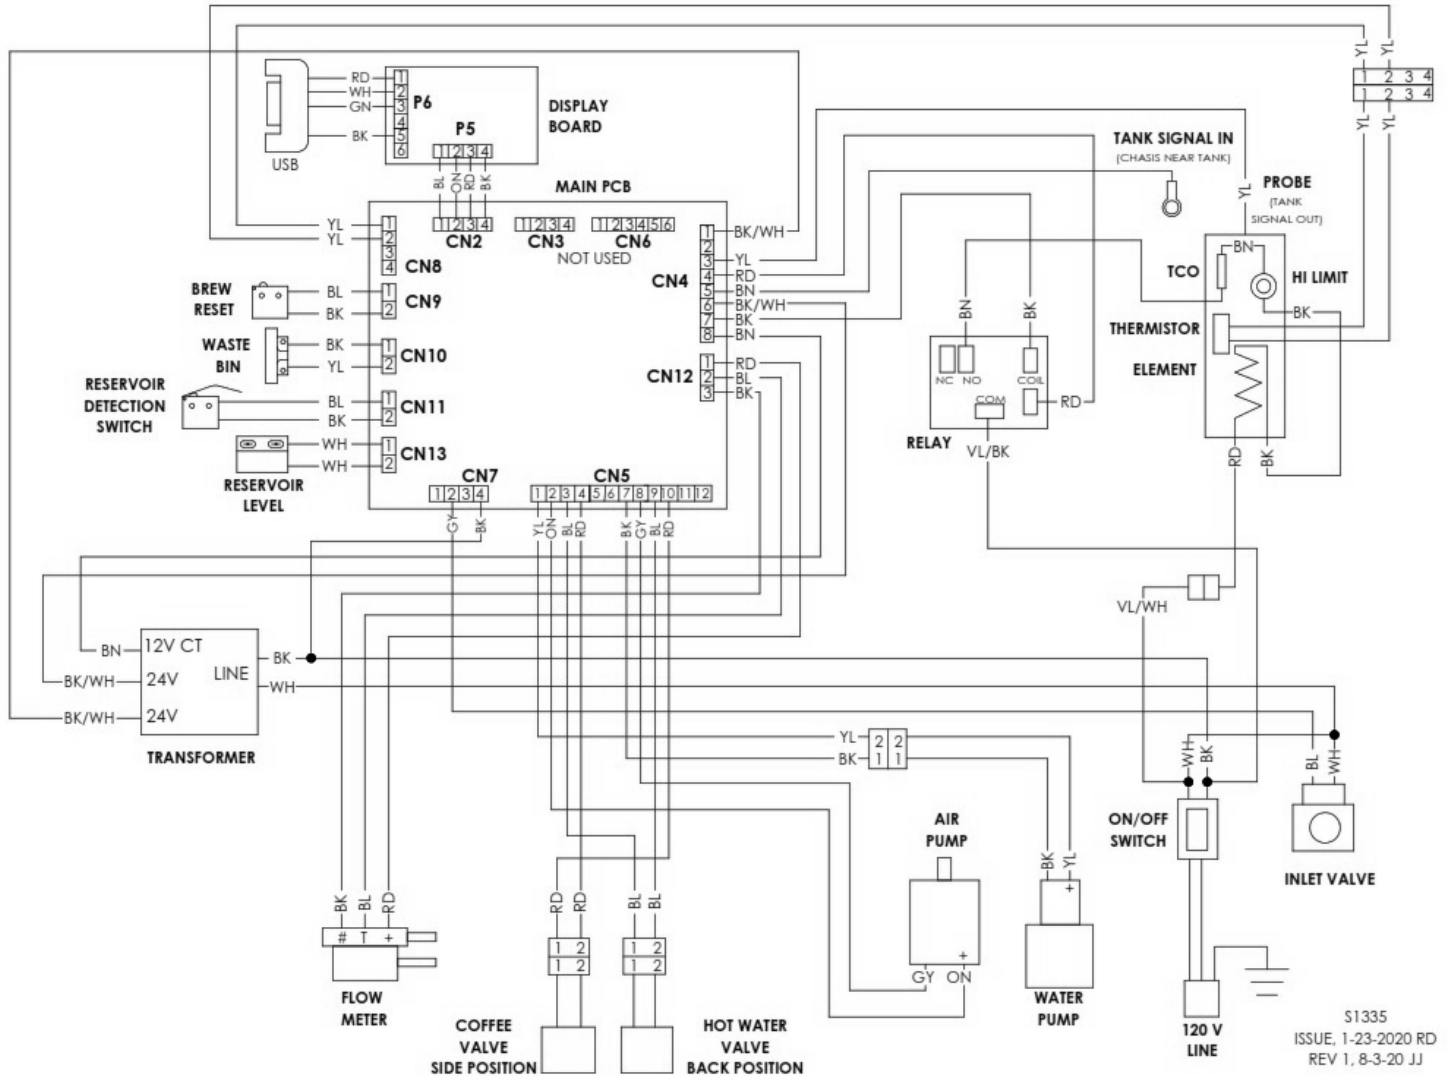 YL
YL
1 2 3 4
1 2 3 4
YL
YL
USB
RD
WH
GN
BK
1
2
3
4
5
6
P6
P5
1 2 3 4
DISPLAY
BOARD
BL
ON
RD
BK
MAIN PCB
1 2 3 4
CN2
1 2 3 4
CN3
1 2 3 4 5 6
CN6
NOT USED
YL
YL
1
2
3
4
CN8
BREW
RESET
BL
BK
1
2
CN9
WASTE
BIN
BK
YL
1
2
CN10
RESERVOIR
DETECTION
SWITCH
BL
BK
1
2
CN11
WH
WH
1
2
CN13
RESERVOIR
LEVEL
CN4
1
2
3
4
5
6
7
8
BK/WH
YL
RD
BN
BK/WH
BK
BN
CN12
1
2
3
RD
BL
BK
CN7
1 2 3 4
GY
BK
CN5
1 2 3 4 5 6 7 8 9 10 11 12
YL
ON
BL
RD
BK
GY
BL
RD
TANK SIGNAL IN
(CHASIS NEAR TANK)
YL
PROBE
(TANK
SIGNAL OUT)
TCO
BN
HI LIMIT
BK
THERMISTOR
ELEMENT
RD
BK
BN
BK
NC
NO
COIL
COM
RD
RELAY
VL/BK
VL/WH
BN
12V CT
BK/WH
24V
BK/WH
24V
LINE
BK
WH
TRANSFORMER
YL
BK
2 2
1 1
WH
BK
BL
WH
ON/OFF
SWITCH
INLET VALVE
AIR
PUMP
+
GY
ON
BK
YL
+
WATER
PUMP
BK
BL
RD
# T +
FLOW
METER
RD
RD
1 2
1 2
COFFEE
VALVE
SIDE POSITION
BL
BL
1 2
1 2
HOT WATER
VALVE
BACK POSITION
120 V
LINE
S1335
ISSUE, 1-23-2020 RD
REV 1, 8-3-20 JJ